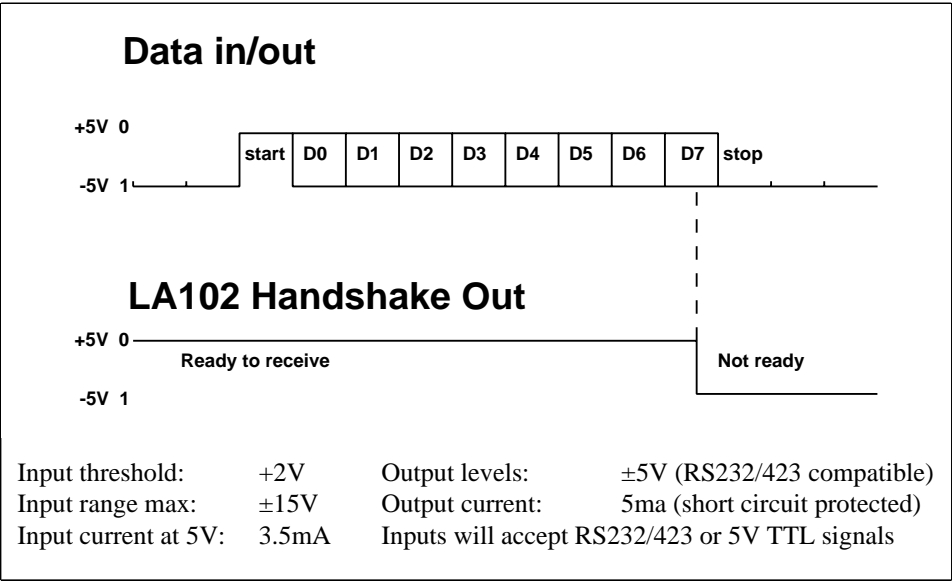 Data in/out
+5V 0
start D0 D1 D2 D3 D4 D5 D6 D7 stop
-5V 1
LA102 Handshake Out
+5V 0
Ready to receive Not ready
-5V 1
Input threshold: +2V Output levels: ±5V (RS232/423 compatible)
Input range max: ±15V Output current: 5ma (short circuit protected)
Input current at 5V: 3.5mA Inputs will accept RS232/423 or 5V TTL signals